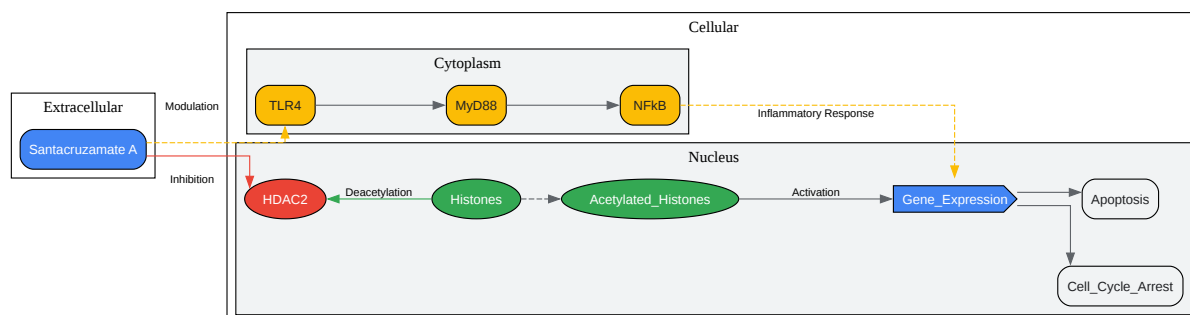 Cellular
Cytoplasm
Extracellular
Modulation
TLR4
MyD88
NFkB
Inflammatory Response
Santacruzamate A
Nucleus
Inhibition
HDAC2
Deacetylation
Histones
Acetylated_Histones
Activation
Gene_Expression
Apoptosis
Cell_Cycle_Arrest